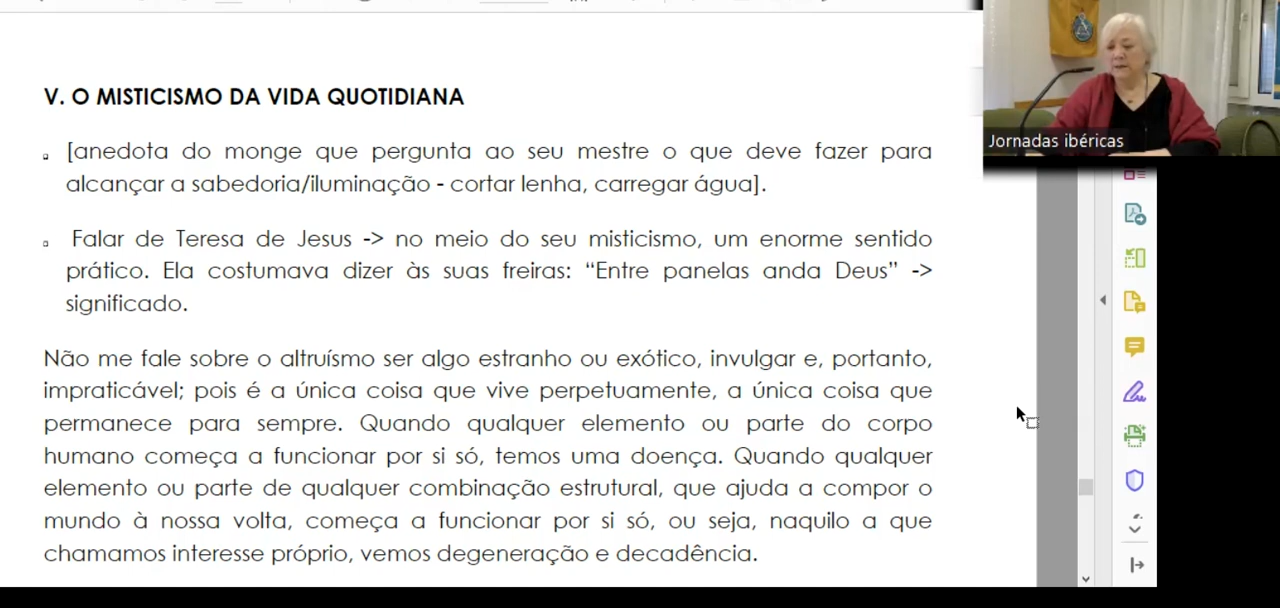 V. O MISTICISMO DA VIDA QUOTIDIANA
[anedota do monge que pergunta ao seu mestre o que deve fazer para
alcançar a sabedoria/iluminação - cortar lenha, carregar água].
Falar de Teresa de Jesus -> no meio do seu misticismo, um enorme sentido
prático. Ela costumava dizer às suas freiras: “Entre panelas anda Deus” ->
significado.
Não me fale sobre o altruísmo ser algo estranho ou exótico, invulgar e, portanto,
impraticável; pois é a única coisa que vive perpetuamente, a única coisa que
permanece para sempre. Quando qualquer elemento ou parte do corpo
humano começa a funcionar por si só, temos uma doença. Quando qualquer
elemento ou parte de qualquer combinação estrutural, que ajuda a compor o
mundo à nossa volta, começa a funcionar por si só, ou seja, naquilo a que
chamamos interesse próprio, vemos degeneração e decadência.
Jornadas ibéricas